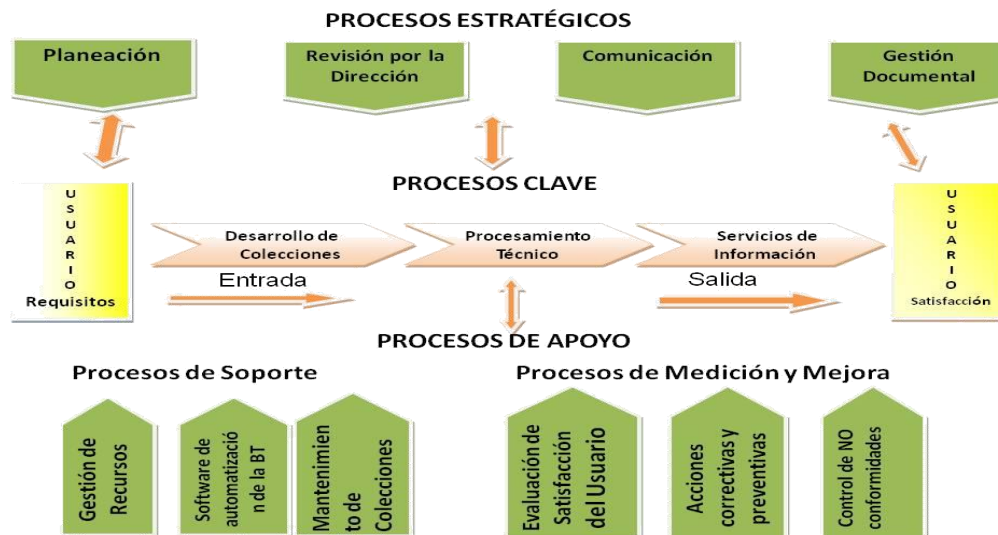 PROCESOS ESTRATÉGICOS
Planeación
Revisión por la
Dirección
Comunicación
Gestión
Documental
PROCESOS CLAVE
USUARIO
Requisitos
Desarrollo de
Colecciones
Procesamiento
Técnico
Servicios de
Información
USUARIO
Satisfacción
Entrada
Salida
PROCESOS DE APOYO
Procesos de Soporte
Procesos de Medición y Mejora
Gestión de
Recursos
Software de
automatizació
n de la BT
Mantenimien
to de
Colecciones
Evaluación de
Satisfacción
del Usuario
Acciones
correctivas y
preventivas
Control de NO
conformidades